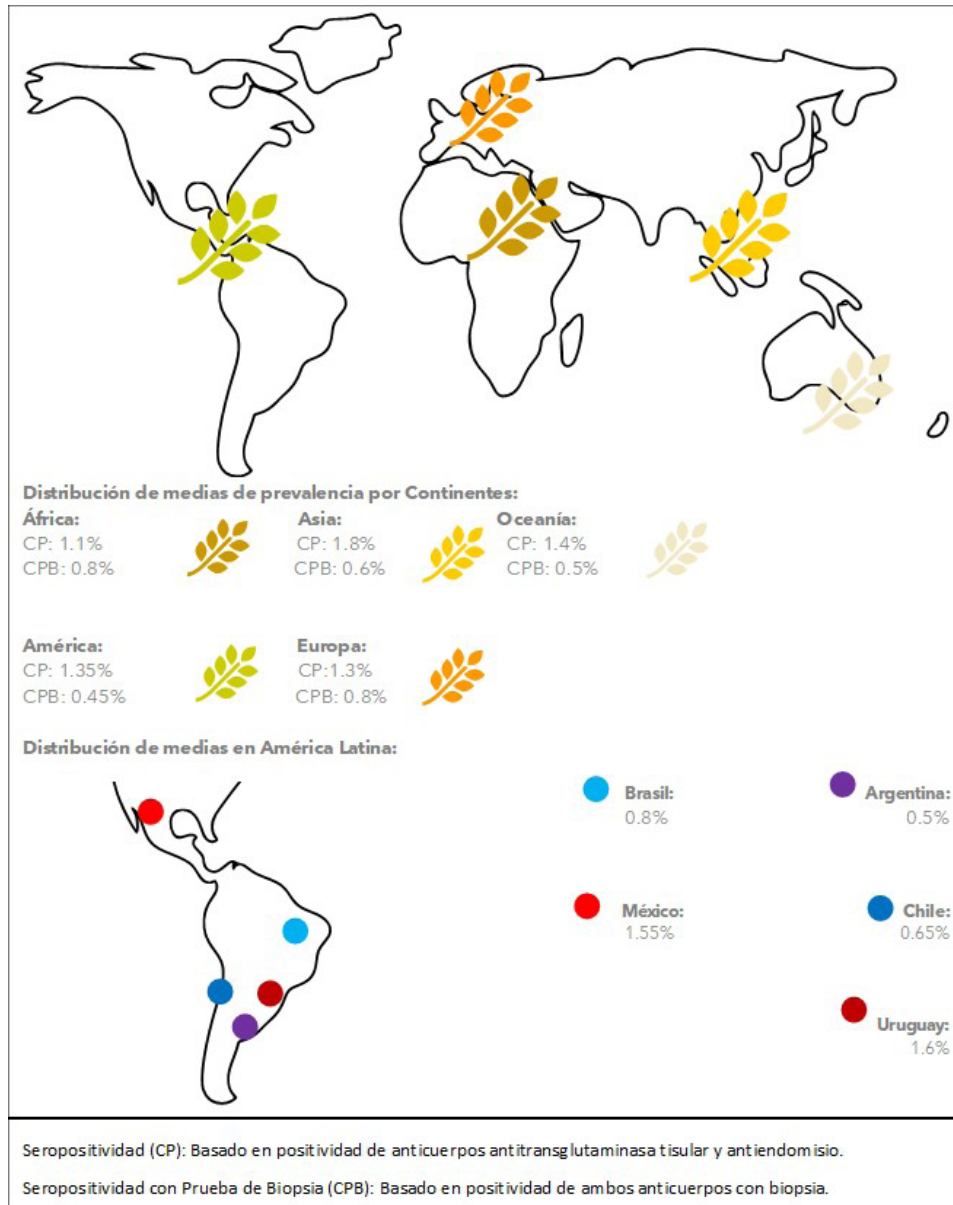 Distribución de medias de prevalencia por Continentes:
África:
CP: 1.1%
CPB: 0.8%
Asia:
CP: 1.8%
CPB: 0.6%
Oceanía:
CP: 1.4%
CPB: 0.5%
América:
CP: 1.35%
CPB: 0.45%
Europa:
CP:1.3%
CPB: 0.8%
Distribución de medias en América Latina:
Brasil:
0.8%
Argentina:
0.5%
México:
1.55%
Chile:
0.65%
Uruguay:
1.6%
Seropositividad (CP): Basado en positividad de anticuerpos antitransglutaminasa tisular y antiendomisio.
Seropositividad con Prueba de Biopsia (CPB): Basado en positividad de ambos anticuerpos con biopsia.